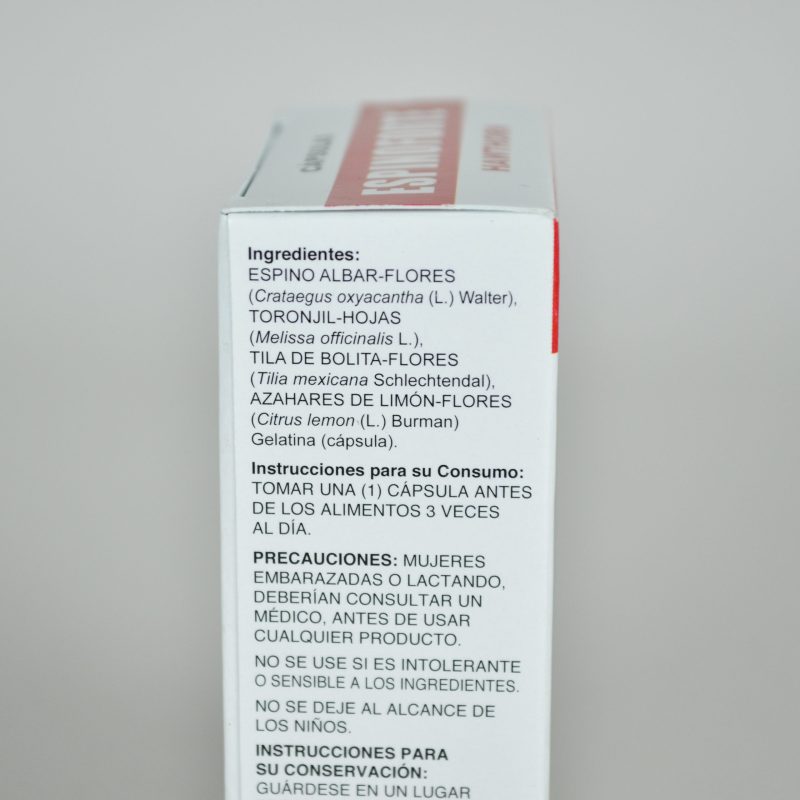 CAPSULA
HAWTHORN
Ingredientes:
ESPINO ALBAR-FLORES
(Crataegus oxyacantha (L.) Walter),
TORONJIL-HOJAS
(Melissa officinalis L.),
TILA DE BOLITA-FLORES
(Tilia mexicana Schlechtendal),
AZAHARES DE LIMÓN-FLORES
(Citrus lemon (L.) Burman)
Gelatina (cápsula).
Instrucciones para su Consumo:
TOMAR UNA (1) CÁPSULA ANTES
DE LOS ALIMENTOS 3 VECES
AL DÍA.
PRECAUCIONES: MUJERES
EMBARAZADAS O LACTANDO,
DEBERÍAN CONSULTAR UN
MÉDICO, ANTES DE USAR
CUALQUIER PRODUCTO.
NO SE USE SI ES INTOLERANTE
O SENSIBLE A LOS INGREDIENTES.
NO SE DEJE AL ALCANCE DE
LOS NIÑOS.
INSTRUCCIONES PARA
SU CONSERVACIÓN:
GUÁRDESE EN UN LUGAR